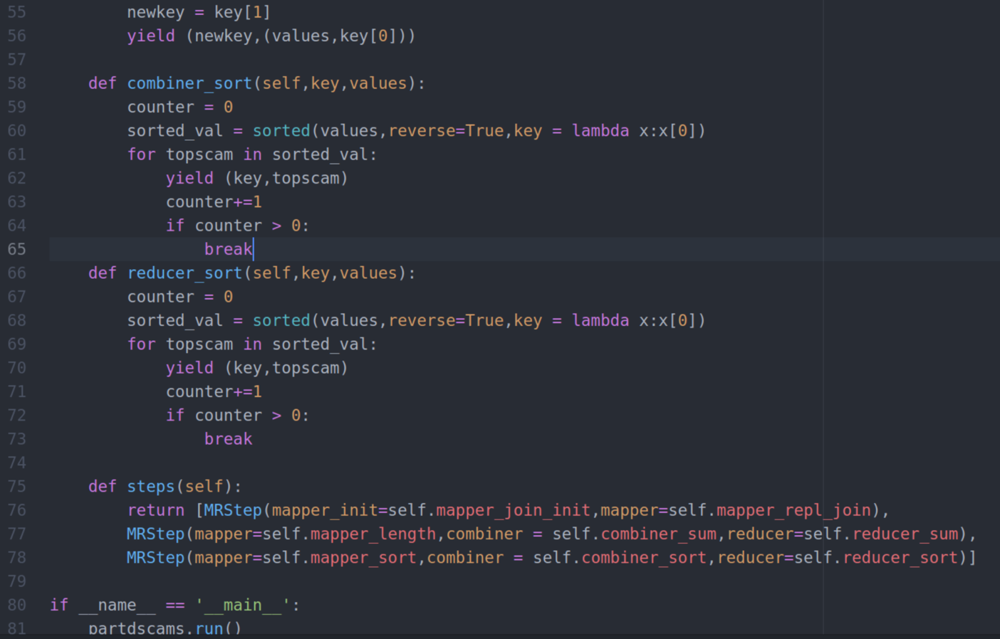 55 newkey = key[1]
56 yield (newkey,(values,key[0]))
57
58 def combiner_sort(self,key,values):
59 counter = 0
60 sorted_val = sorted(values,reverse=True,key = lambda x:x[0])
61 for topscam in sorted_val:
62 yield (key,topscam)
63 counter+=1
64 if counter > 0:
65 break
66 def reducer_sort(self,key,values):
67 counter = 0
68 sorted_val = sorted(values,reverse=True,key = lambda x:x[0])
69 for topscam in sorted_val:
70 yield (key,topscam)
71 counter+=1
72 if counter > 0:
73 break
74
75 def steps(self):
76 return [MRStep(mapper_init=self.mapper_join_init,mapper=self.mapper_repl_join),
77 MRStep(mapper=self.mapper_length,combiner = self.combiner_sum,reducer=self.reducer_sum),
78 MRStep(mapper=self.mapper_sort,combiner = self.combiner_sort,reducer=self.reducer_sort)]
79
80 if __name__ == '__main__':
81 partdscams.run()